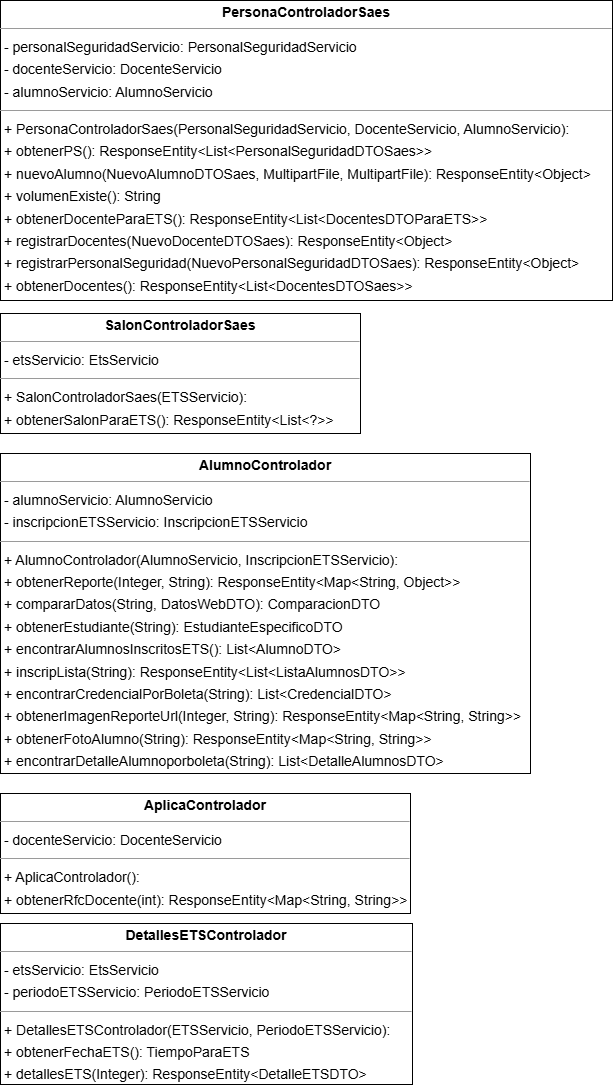 PersonaControladorSaes
- personalSeguridadServicio: PersonalSeguridadServicio
- docenteServicio: DocenteServicio
- alumnoServicio: AlumnoServicio
+ PersonaControladorSaes(PersonalSeguridadServicio, DocenteServicio, AlumnoServicio):
+ obtenerPS(): ResponseEntity<List<PersonalSeguridadDTOSaes>>
+ nuevoAlumno(NuevoAlumnoDTOSaes, MultipartFile, MultipartFile): ResponseEntity<Object>
+ volumenExiste(): String
+ obtenerDocenteParaETS(): ResponseEntity<List<DocentesDTOParaETS>>
+ registrarDocentes(NuevoDocenteDTOSaes): ResponseEntity<Object>
+ registrarPersonalSeguridad(NuevoPersonalSeguridadDTOSaes): ResponseEntity<Object>
+ obtenerDocentes(): ResponseEntity<List<DocentesDTOSaes>>
SalonControladorSaes
- etsServicio: EtsServicio
+ SalonControladorSaes(ETSServicio):
+ obtenerSalonParaETS(): ResponseEntity<List<?>>
AlumnoControlador
- alumnoServicio: AlumnoServicio
- inscripcionETSServicio: InscripcionETSServicio
+ AlumnoControlador(AlumnoServicio, InscripcionETSServicio):
+ obtenerReporte(Integer, String): ResponseEntity<Map<String, Object>>
+ compararDatos(String, DatosWebDTO): ComparacionDTO
+ obtenerEstudiante(String): EstudianteEspecificoDTO
+ encontrarAlumnosInscritosETS(): List<AlumnoDTO>
+ inscripLista(String): ResponseEntity<List<ListaAlumnosDTO>>
+ encontrarCredencialPorBoleta(String): List<CredencialDTO>
+ obtenerImagenReporteUrl(Integer, String): ResponseEntity<Map<String, String>>
+ obtenerFotoAlumno(String): ResponseEntity<Map<String, String>>
+ encontrarDetalleAlumnoporboleta(String): List<DetalleAlumnosDTO>
AplicaControlador
- docenteServicio: DocenteServicio
+ AplicaControlador():
+ obtenerRfcDocente(int): ResponseEntity<Map<String, String>>
DetallesETSControlador
- etsServicio: EtsServicio
- periodoETSServicio: PeriodoETSServicio
+ DetallesETSControlador(ETSServicio, PeriodoETSServicio):
+ obtenerFechaETS(): TiempoParaETS
+ detallesETS(Integer): ResponseEntity<DetalleETSDTO>